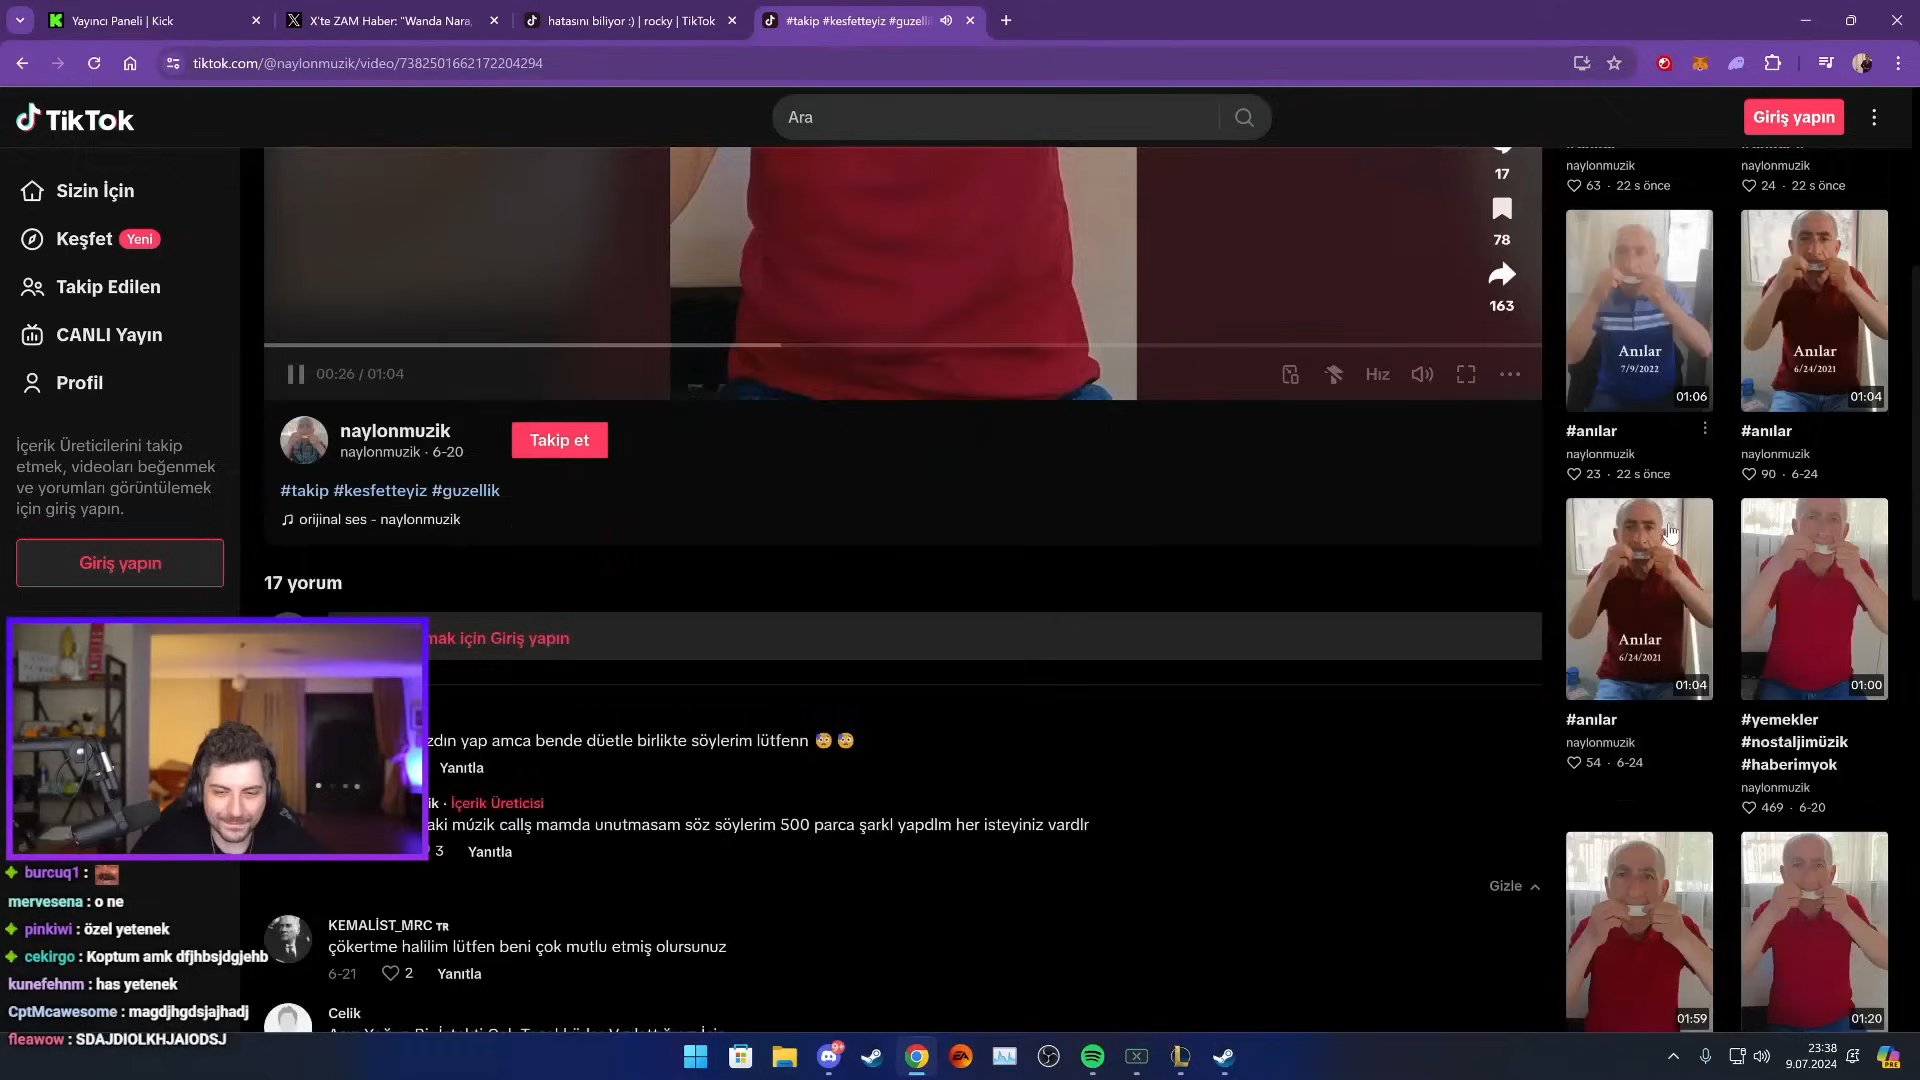 Yayıncı Paneli | Kick
X'te ZAM Haber: "Wanda Nara,
hatasını biliyor :) | rocky | TikTok
#takip #kesfetteyiz #guzelli
tiktok.com/@naylonmuzik/video/7382501662172204294
TikTok
Ara
Giriş yapın
Sizin İçin
Keşfet Yeni
Takip Edilen
CANLI Yayın
Profil
İçerik Üreticilerini takip
etmek, videoları beğenmek
ve yorumları görüntülemek
için giriş yapın.
Giriş yapın
17
78
163
00:26 / 01:04
Hız
naylonmuzik
naylonmuzik · 6-20
Takip et
#takip #kesfetteyiz #guzellik
orijinal ses - naylonmuzik
17 yorum
mak için Giriş yapın
zdın yap amca bende düetle birlikte söylerim lütfenn
Yanıtla
ik · İçerik Üreticisi
aki múzik callş mamda unutmasam söz söylerim 500 parca şarkl yapdlm her isteyiniz vardlr
3 Yanıtla
Gizle
KEMALİST_MRC TR
çökertme halilim lütfen beni çok mutlu etmiş olursunuz
6-21 2 Yanıtla
Celik
naylonmuzik
63 · 22 s önce
naylonmuzik
24 · 22 s önce
Anılar
7/9/2022
01:06
#anılar
naylonmuzik
23 · 22 s önce
Anılar
6/24/2021
01:04
#anılar
naylonmuzik
90 · 6-24
Anılar
6/24/2021
01:04
#anılar
naylonmuzik
54 · 6-24
01:00
#yemekler
#nostaljimüzik
#haberimyok
naylonmuzik
469 · 6-20
01:59
01:20
burcuq1 :
mervesena : o ne
pinkiwi : özel yetenek
cekirgo : Koptum amk dfjhbsjdgjehb
kunefehnm : has yetenek
CptMcawesome : magdjhgdsjajhadj
fleawow : SDAJDIOLKHJAIODSJ
9+
EA
23:38
9.07.2024
PRE